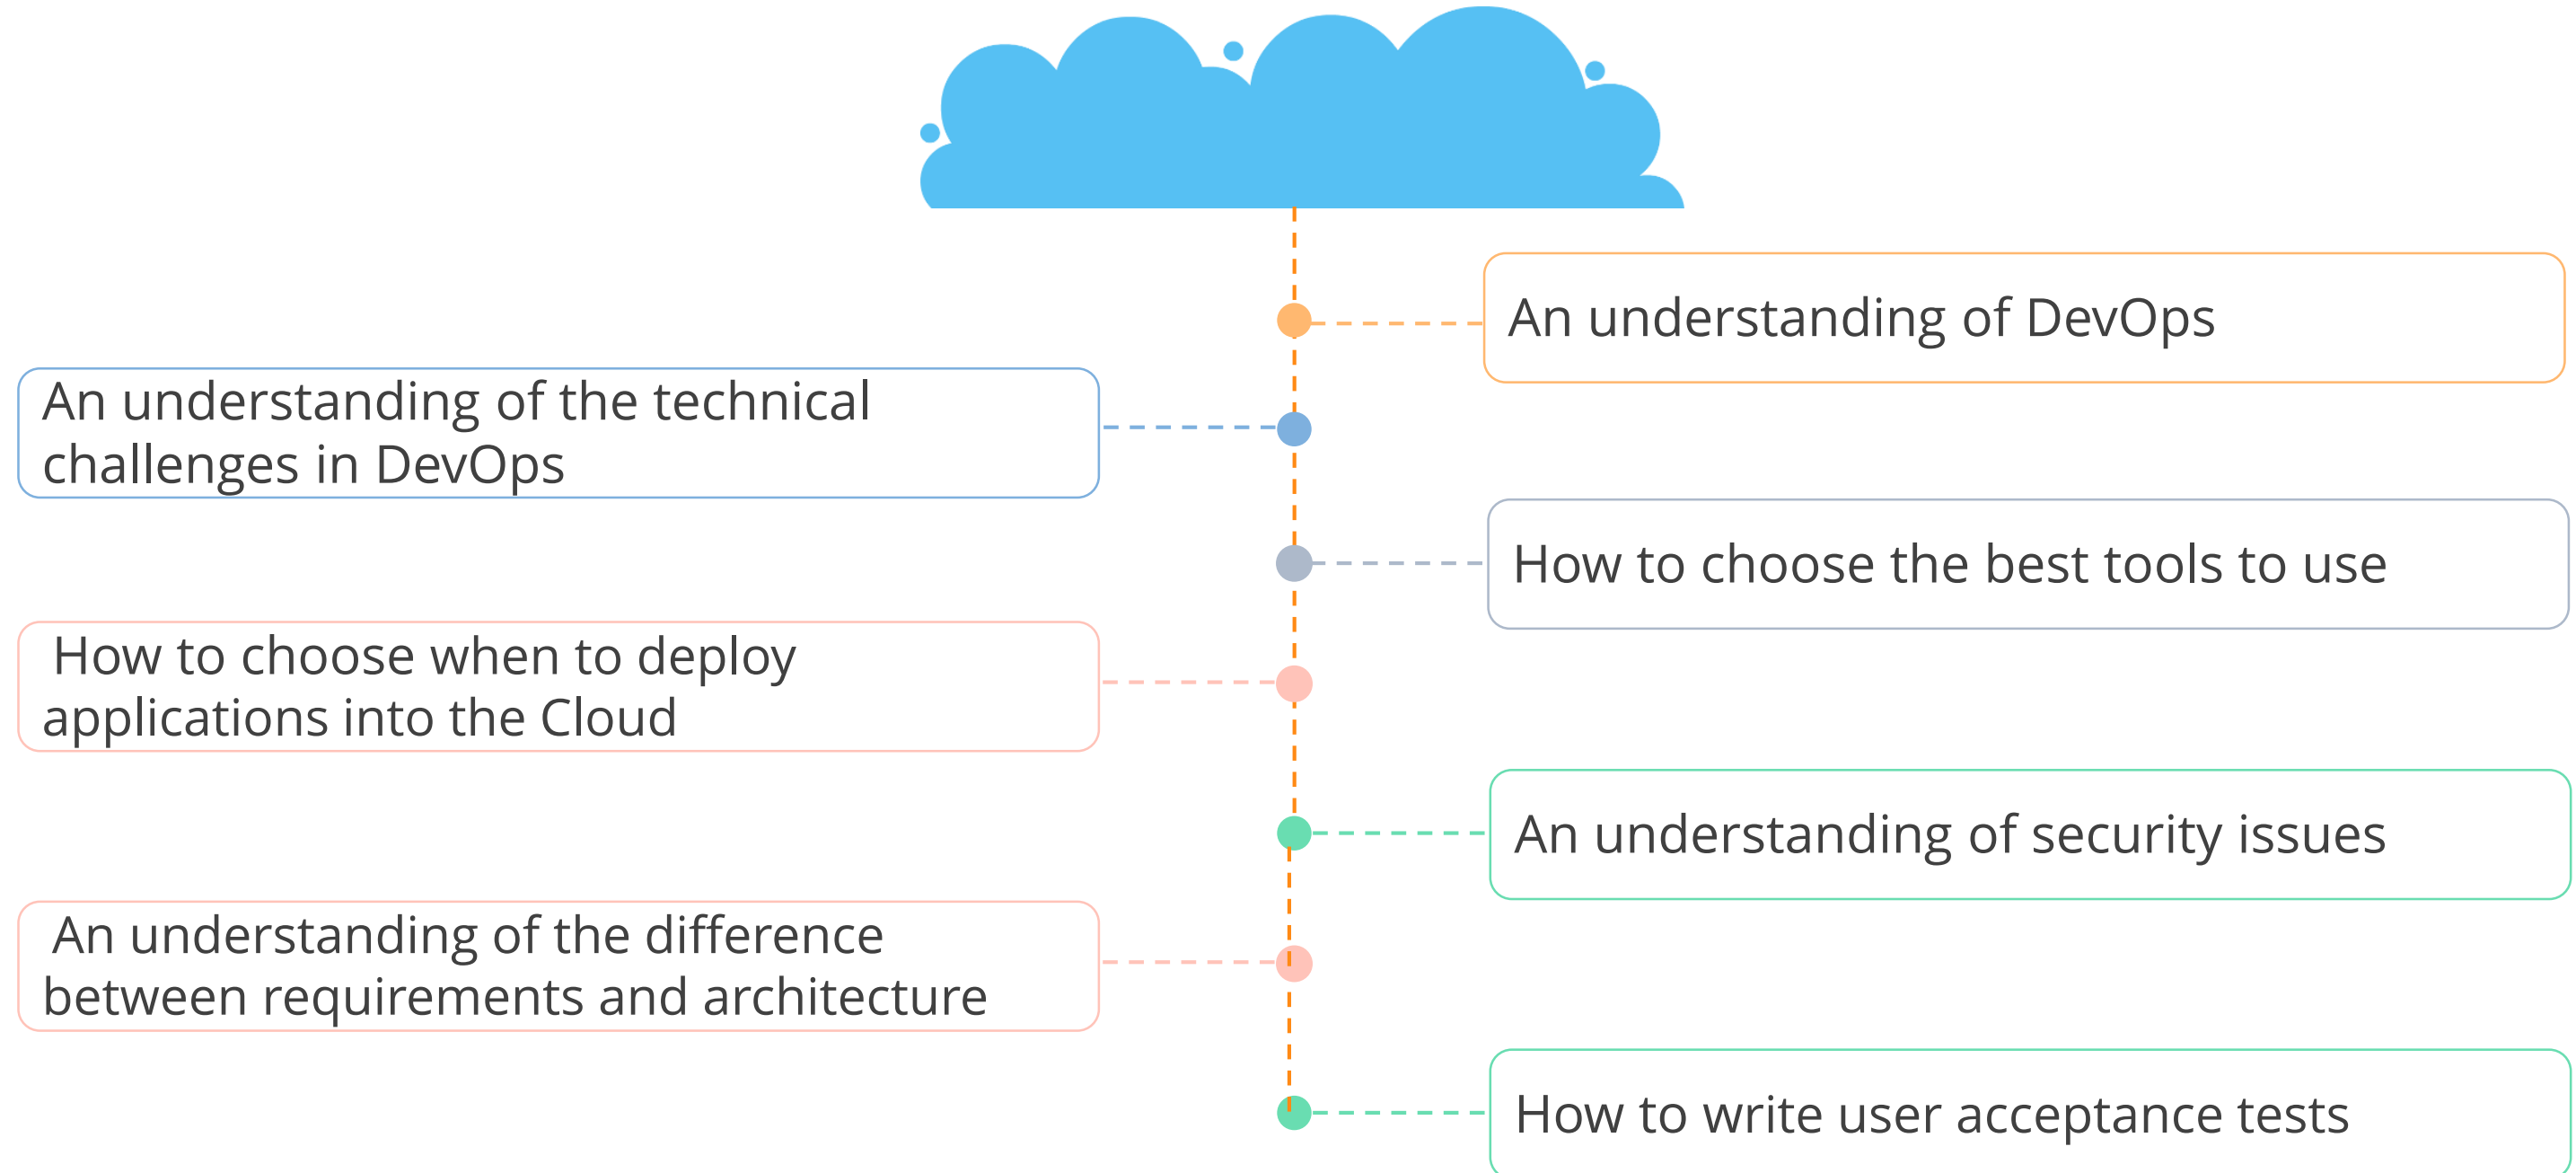 An understanding of DevOps
An understanding of the technical
challenges in DevOps
How to choose the best tools to use
How to choose when to deploy
applications into the Cloud
An understanding of security issues
An understanding of the difference
between requirements and architecture
How to write user acceptance tests